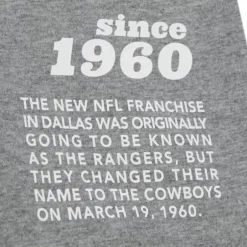 since
1960
THE NEW NFL FRANCHISE
IN DALLAS WAS ORIGINALLY
GOING TO BE KNOWN
AS THE RANGERS, BUT
THEY CHANGED THEIR
NAME TO THE COWBOYS
ON MARCH 19, 1960.